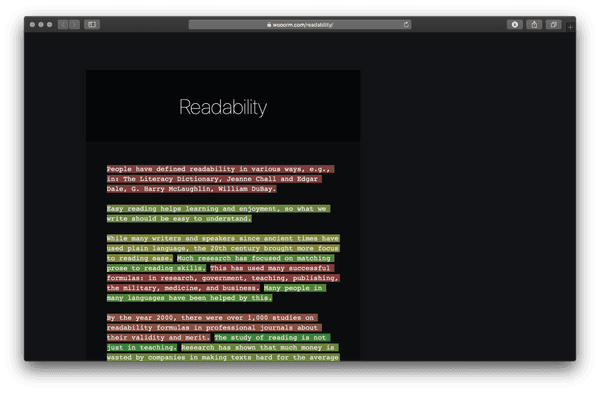 wooorm.com/readability/
Readability
People have defined readability in various ways, e.g.,
in: The Literacy Dictionary, Jeanne Chall and Edgar
Dale, G. Harry McLaughlin, William DuBay.
Easy reading helps learning and enjoyment, so what we
write should be easy to understand.
While many writers and speakers since ancient times have
used plain language, the 20th century brought more focus
to reading ease. Much research has focused on matching
prose to reading skills. This has used many successful
formulas: in research, government, teaching, publishing,
the military, medicine, and business. Many people in
many languages have been helped by this.
By the year 2000, there were over 1,000 studies on
readability formulas in professional journals about
their validity and merit. The study of reading is not
just in teaching. Research has shown that much money is
wasted by companies in making texts hard for the average